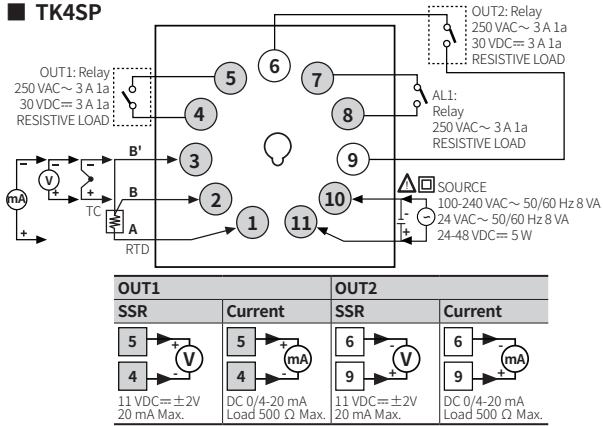 ■ TK4SP
OUT2: Relay
250 VAC～ 3 A 1a
30 VDC⎓ 3 A 1a
RESISTIVE LOAD
OUT1: Relay
250 VAC～ 3 A 1a
30 VDC⎓ 3 A 1a
RESISTIVE LOAD
5
6
7
4
8
AL1:
Relay
250 VAC～ 3 A 1a
RESISTIVE LOAD
B'
3
9
mA
V
TC
B
2
10
SOURCE
100-240 VAC～ 50/60 Hz 8 VA
24 VAC～ 50/60 Hz 8 VA
24-48 VDC⎓ 5 W
A
1
11
RTD
OUT1 OUT2
SSR Current SSR Current
5 + V 5 + mA 6 - V 6 - mA
4 - 4 - 9 + 9 +
11 VDC⎓ ±2V DC 0/4-20 mA 11 VDC⎓ ±2V DC 0/4-20 mA
20 mA Max. Load 500 Ω Max. 20 mA Max. Load 500 Ω Max.